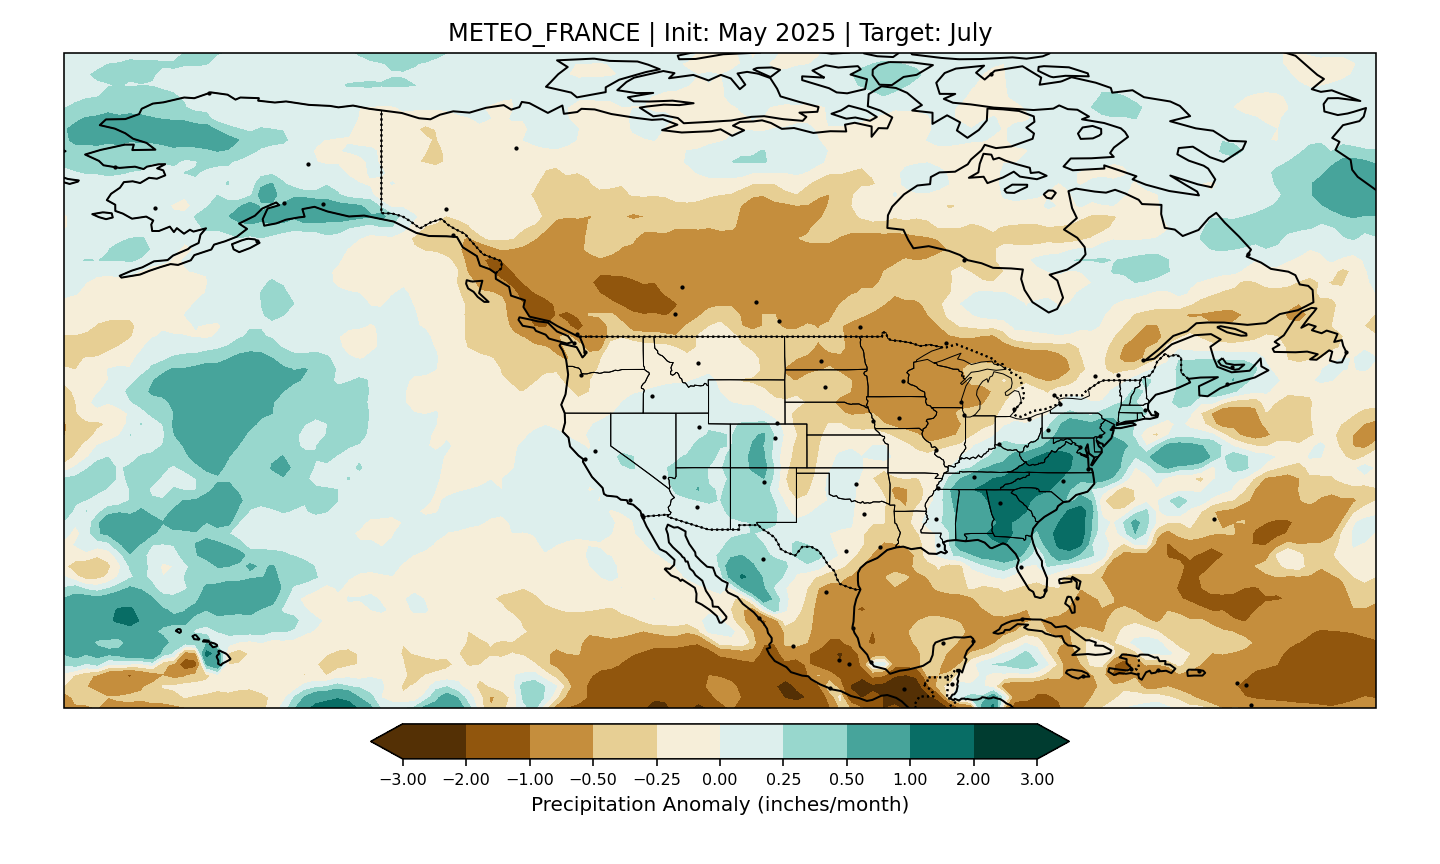 METEO_FRANCE | Init: May 2025 | Target: July
−3.00 −2.00 −1.00 −0.50 −0.25 0.00 0.25 0.50 1.00 2.00 3.00
Precipitation Anomaly (inches/month)